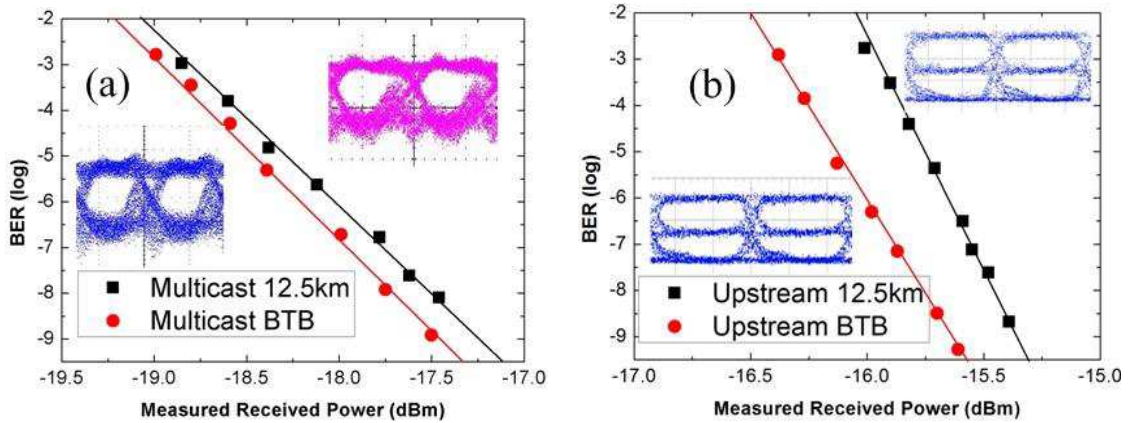 -2
-3
-4
-5
-6
-7
-8
-9
BER (log)
(a)
Multicast 12.5km
Multicast BTB
-19.5 -19.0 -18.5 -18.0 -17.5 -17.0
Measured Received Power (dBm)
-2
-3
-4
-5
-6
-7
-8
-9
BER (log)
(b)
Upstream 12.5km
Upstream BTB
-17.0 -16.5 -16.0 -15.5 -15.0
Measured Received Power (dBm)